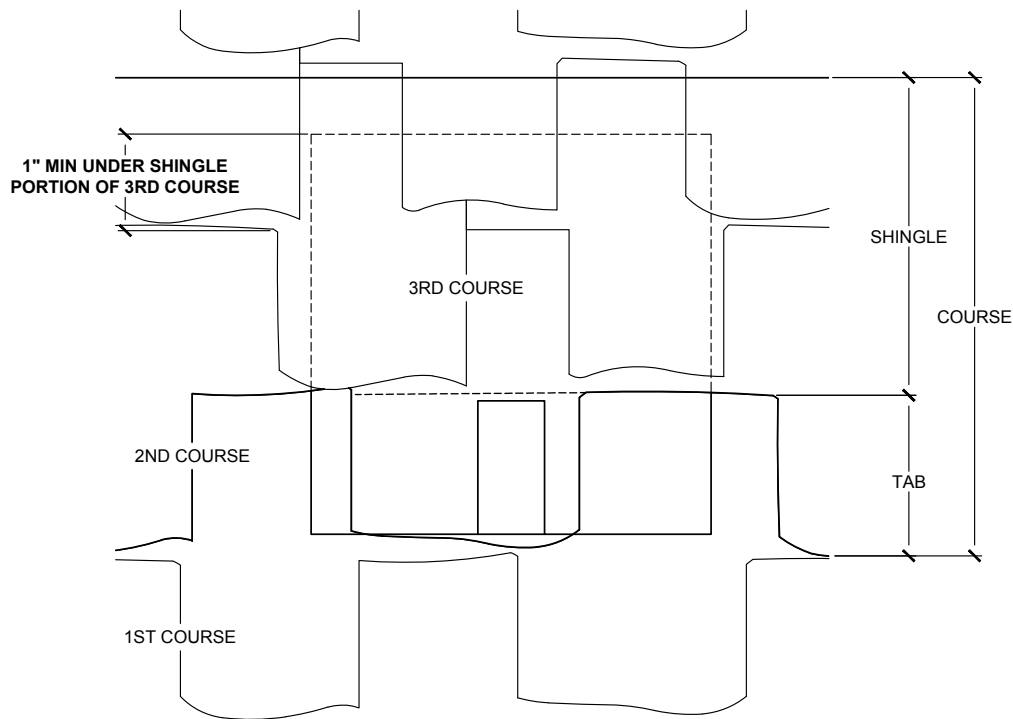 1" MIN UNDER SHINGLE
PORTION OF 3RD COURSE
SHINGLE
3RD COURSE
COURSE
2ND COURSE
TAB
1ST COURSE